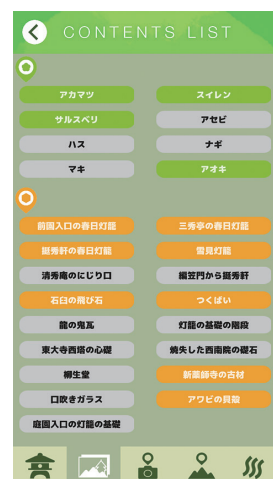 CONTENTS LIST
アカマツ
スイレン
サルスベリ
アセビ
ハス
ナギ
マキ
アオキ
前園入口の春日灯籠
三秀亭の春日灯籠
挺秀軒の春日灯籠
雪見灯籠
清秀庵のにじり口
編笠門から挺秀軒
石臼の飛び石
つくばい
龍の鬼瓦
灯籠の基礎の階段
東大寺西塔の心礎
焼失した西南院の礎石
柳生堂
新薬師寺の古材
口吹きガラス
アワビの貝殻
庭園入口の灯籠の基礎